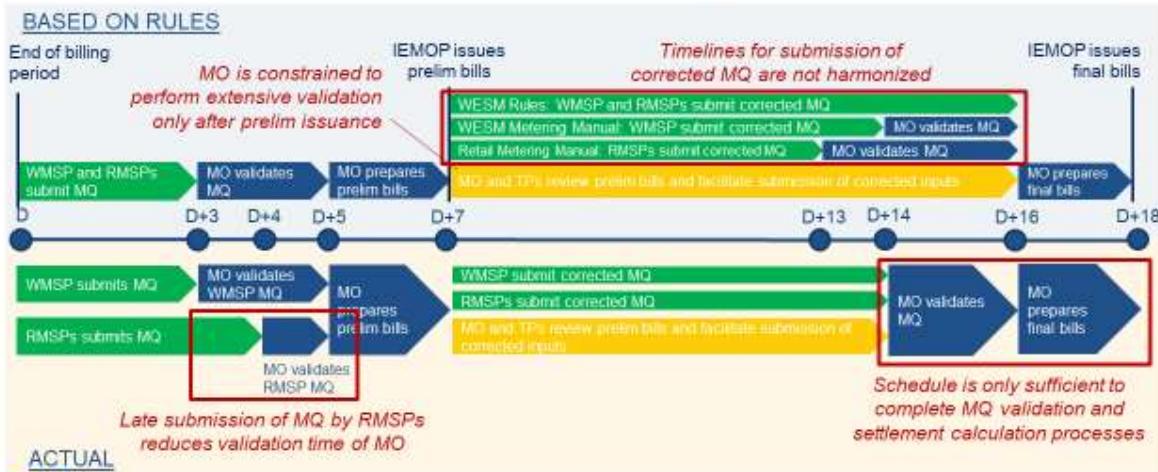 BASED ON RULES
End of billing
period
MO is constrained to
perform extensive validation
only after prelim issuance
IEMOP issues
prelim bills
Timelines for submission of
corrected MQ are not harmonized
IEMOP issues
final bills
WESM Rules: WMSP and RMSPs submit corrected MQ
WESM Metering Manual: WMSP submit corrected MQ
MO validates MQ
Retail Metering Manual: RMSPs submit corrected MQ
MO validates MQ
WMSP and RMSPs
submit MQ
MO validates
MQ
MO prepares
prelim bills
MO and TPs review prelim bills and facilitate submission of corrected inputs
MO prepares
final bills
D
D+3
D+4
D+5
D+7
D+13
D+14
D+16
D+18
WMSP submits MQ
MO validates
WMSP MQ
MO
prepares
prelim bills
WMSP submit corrected MQ
RMSPs submit corrected MQ
MO and TPs review prelim bills and facilitate submission of
corrected inputs
MO validates
MQ
MO
prepares
final bills
RMSPs submits MQ
MO validates
RMSP MQ
Late submission of MQ by RMSPs
reduces validation time of MO
Schedule is only sufficient to
complete MQ validation and
settlement calculation processes
ACTUAL